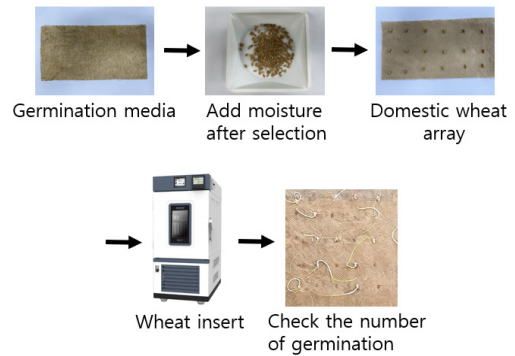 Germination media
Add moisture
after selection
Domestic wheat
array
Wheat insert
Check the number
of germination